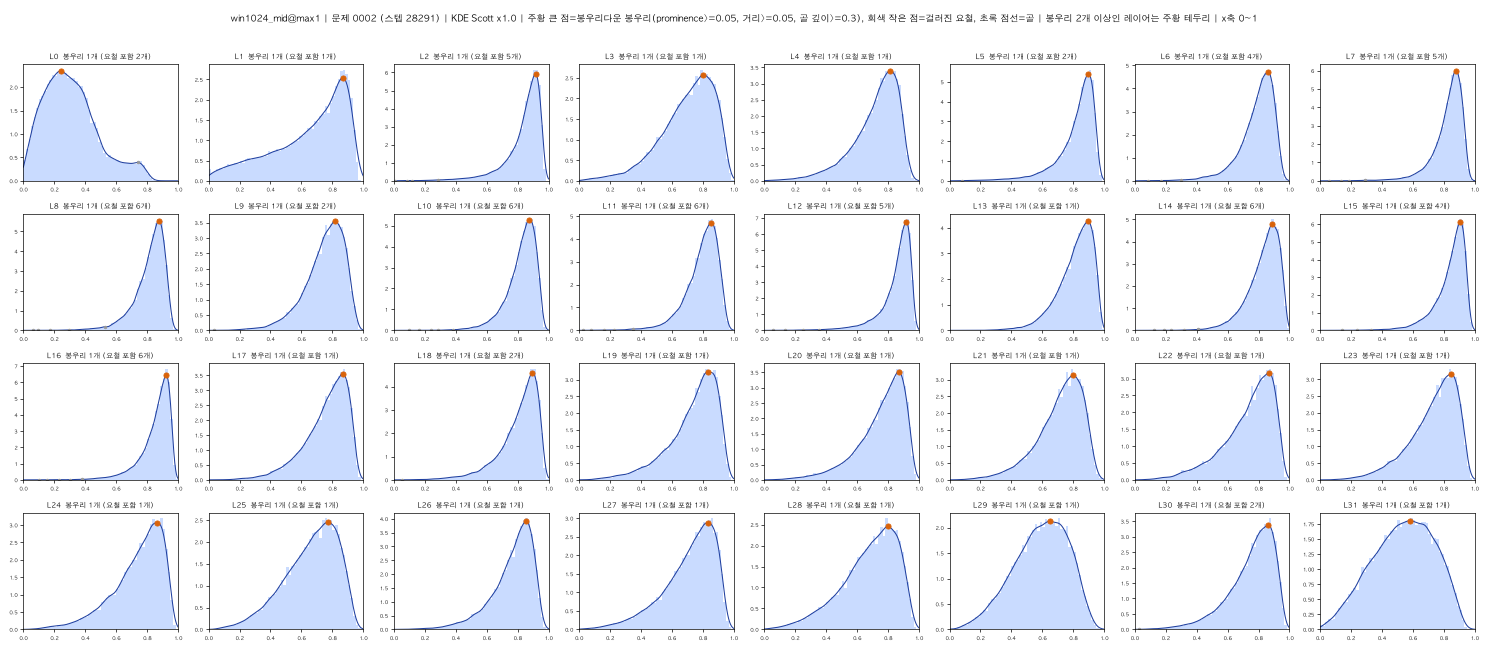 win1024_mid@max1 | 문제 0002 (스텝 28291) | KDE Scott x1.0 | 주황 큰 점=봉우리다운 봉우리(prominence>=0.05, 거리>=0.05, 골 깊이>=0.3), 회색 작은 점=걸러진 요철, 초록 점선=골 | 봉우리 2개 이상인 레이어는 주황 테두리 | x축 0~1
L0 봉우리 1개 (요철 포함 2개)
L1 봉우리 1개 (요철 포함 1개)
L2 봉우리 1개 (요철 포함 5개)
L3 봉우리 1개 (요철 포함 1개)
L4 봉우리 1개 (요철 포함 1개)
L5 봉우리 1개 (요철 포함 2개)
L6 봉우리 1개 (요철 포함 4개)
L7 봉우리 1개 (요철 포함 5개)
L8 봉우리 1개 (요철 포함 6개)
L9 봉우리 1개 (요철 포함 2개)
L10 봉우리 1개 (요철 포함 6개)
L11 봉우리 1개 (요철 포함 6개)
L12 봉우리 1개 (요철 포함 5개)
L13 봉우리 1개 (요철 포함 1개)
L14 봉우리 1개 (요철 포함 6개)
L15 봉우리 1개 (요철 포함 4개)
L16 봉우리 1개 (요철 포함 6개)
L17 봉우리 1개 (요철 포함 1개)
L18 봉우리 1개 (요철 포함 2개)
L19 봉우리 1개 (요철 포함 1개)
L20 봉우리 1개 (요철 포함 1개)
L21 봉우리 1개 (요철 포함 1개)
L22 봉우리 1개 (요철 포함 1개)
L23 봉우리 1개 (요철 포함 1개)
L24 봉우리 1개 (요철 포함 1개)
L25 봉우리 1개 (요철 포함 1개)
L26 봉우리 1개 (요철 포함 1개)
L27 봉우리 1개 (요철 포함 1개)
L28 봉우리 1개 (요철 포함 1개)
L29 봉우리 1개 (요철 포함 1개)
L30 봉우리 1개 (요철 포함 2개)
L31 봉우리 1개 (요철 포함 1개)